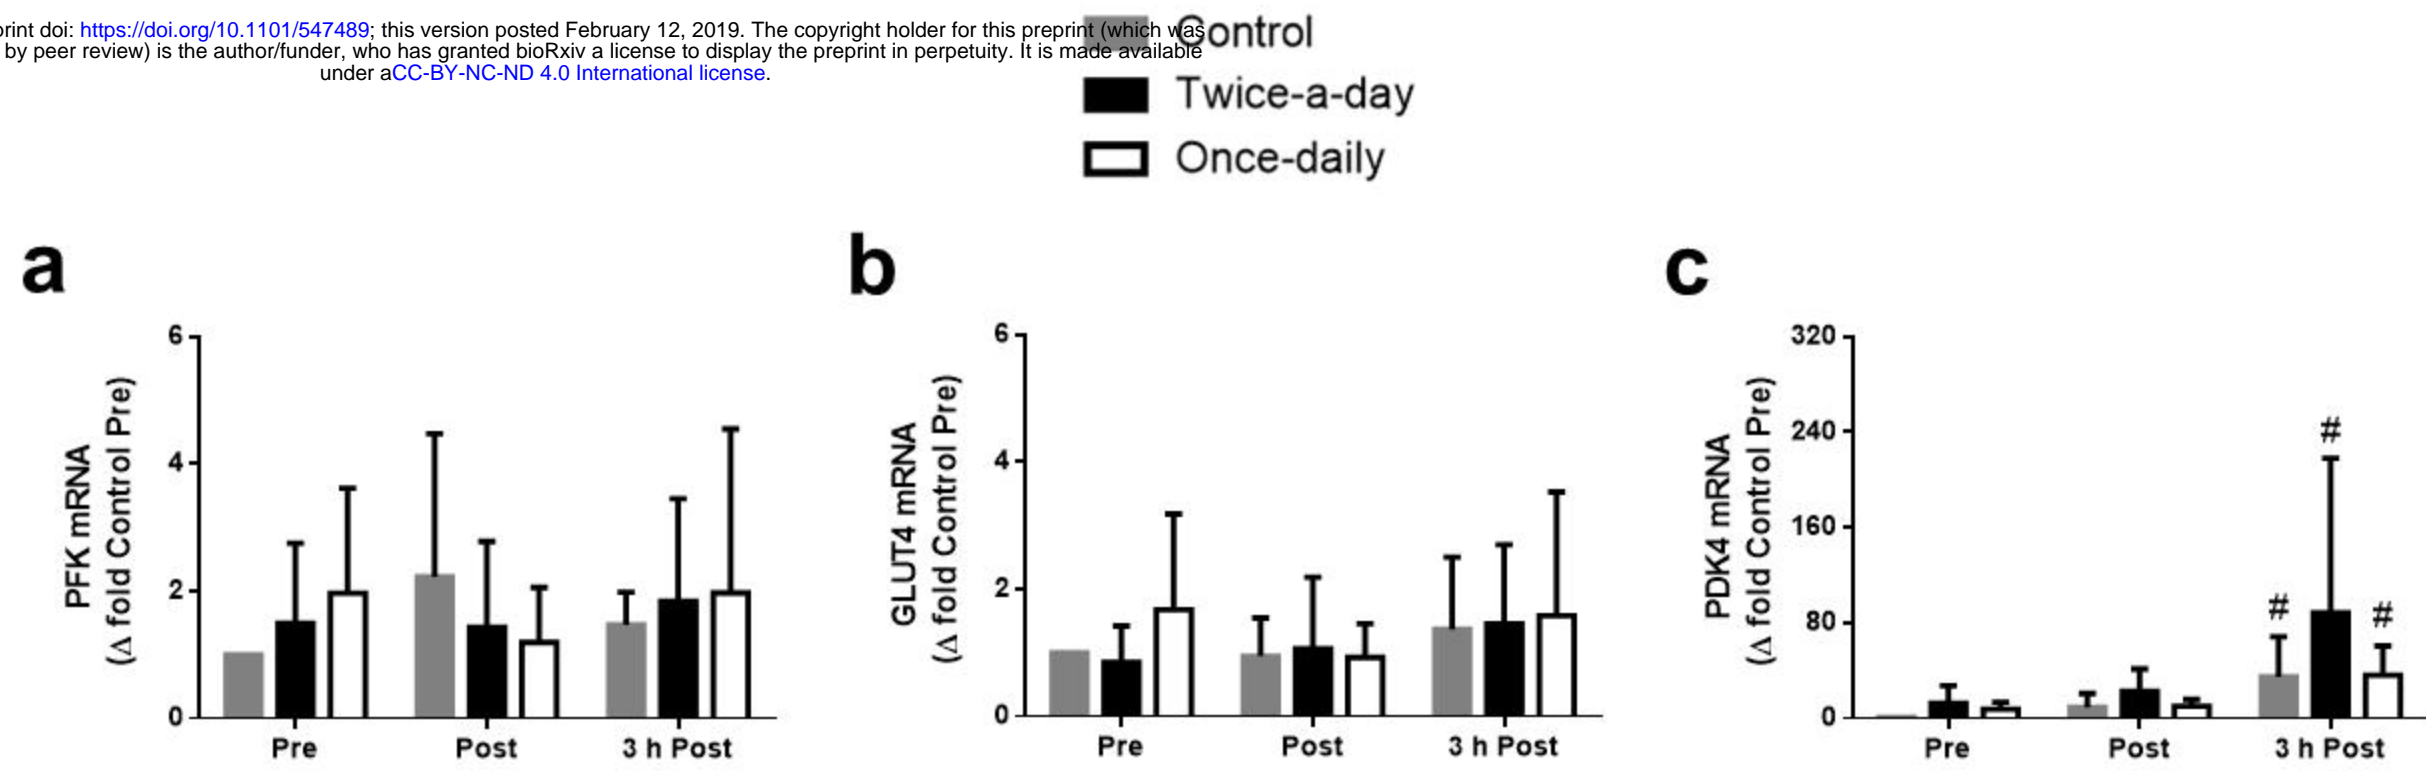 print doi: https://doi.org/10.1101/547489; this version posted February 12, 2019. The copyright holder for this preprint (which was
by peer review) is the author/funder, who has granted bioRxiv a license to display the preprint in perpetuity. It is made available
under aCC-BY-NC-ND 4.0 International license.
Control
Twice-a-day
Once-daily
a
PFK mRNA
(Δ fold Control Pre)
6
4
2
0
Pre Post 3 h Post
b
GLUT4 mRNA
(Δ fold Control Pre)
6
4
2
0
Pre Post 3 h Post
c
PDK4 mRNA
(Δ fold Control Pre)
320
240
160
80
0
# # #
Pre Post 3 h Post